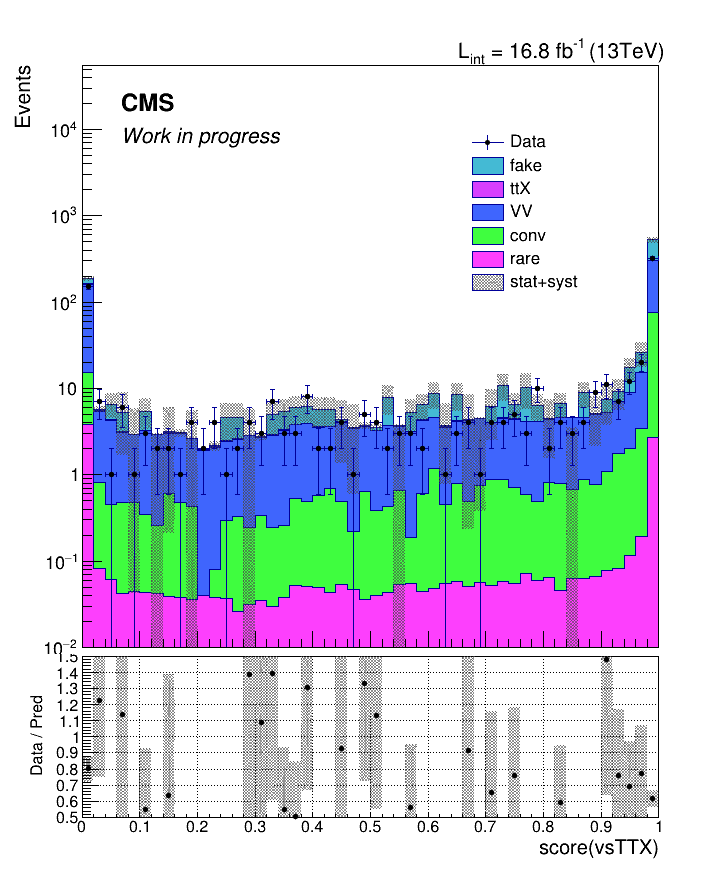 L_int = 16.8 fb^-1 (13TeV)
Events
CMS
Work in progress
Data
fake
ttX
VV
conv
rare
stat+syst
10^4
10^3
10^2
10
1
10^−1
10^−2
Data / Pred
1.5
1.4
1.3
1.2
1.1
1
0.9
0.8
0.7
0.6
0.5
0 0.1 0.2 0.3 0.4 0.5 0.6 0.7 0.8 0.9 1
score(vsTTX)